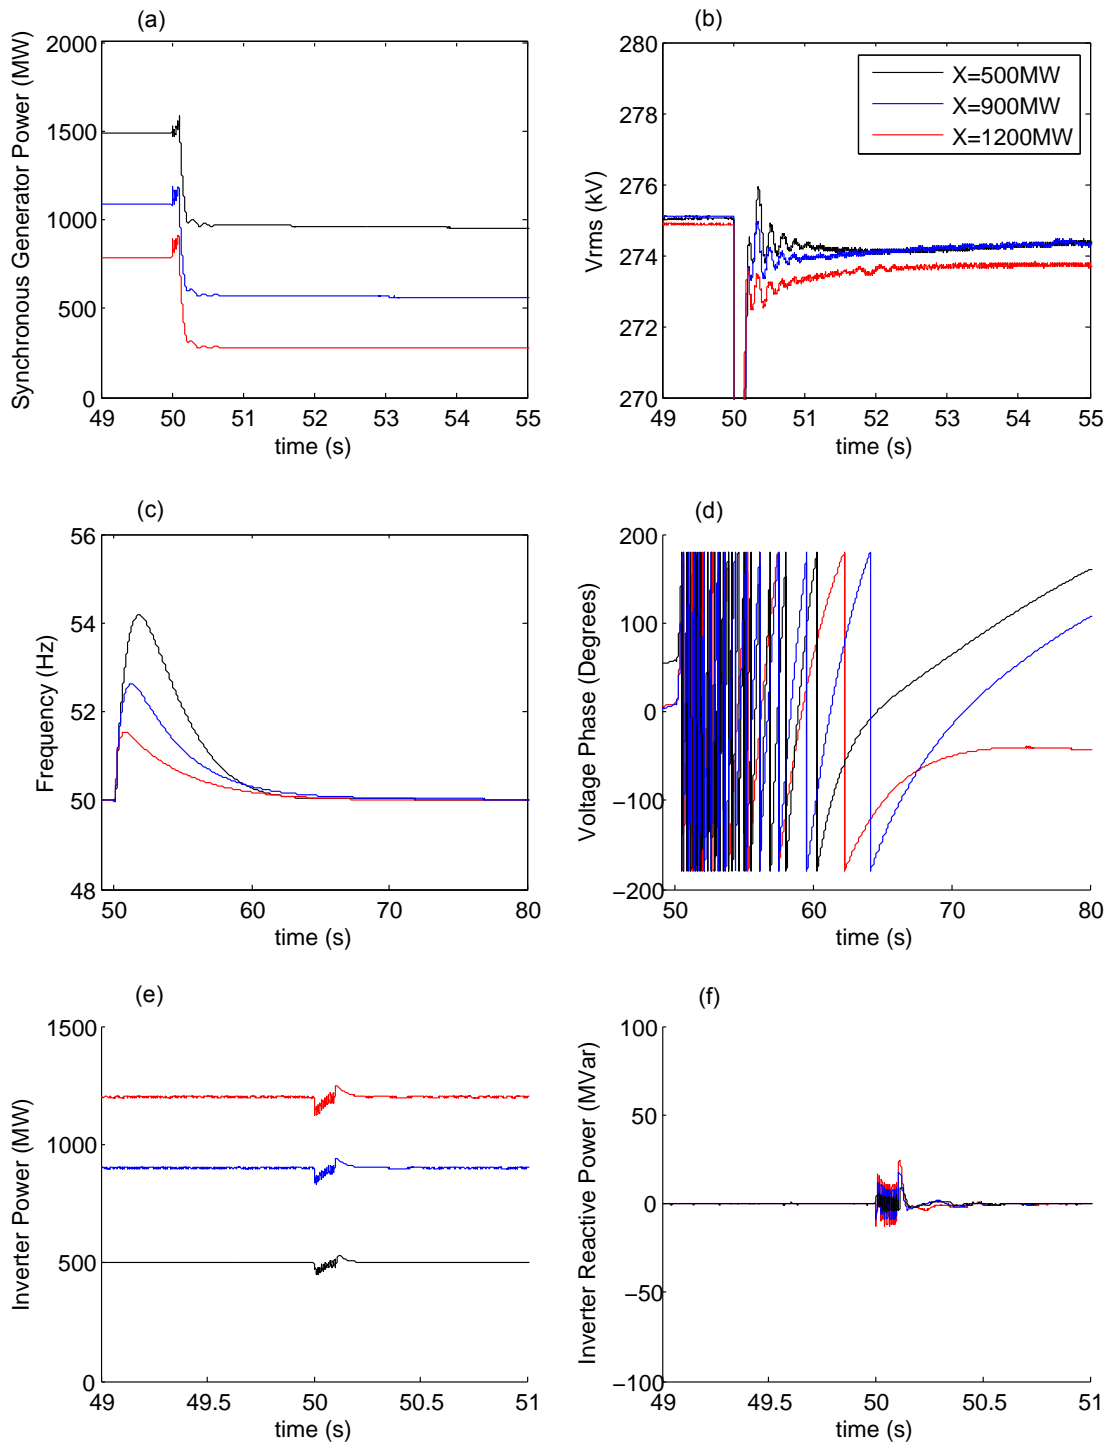 (a)
Synchronous Generator Power (MW)
2000
1500
1000
500
0
49
50
51
52
53
54
55
time (s)
(b)
Vrms (kV)
280
278
276
274
272
270
X=500MW
X=900MW
X=1200MW
49
50
51
52
53
54
55
time (s)
(c)
Frequency (Hz)
56
54
52
50
48
50
60
70
80
time (s)
(d)
Voltage Phase (Degrees)
200
100
0
−100
−200
50
60
70
80
time (s)
(e)
Inverter Power (MW)
1500
1000
500
0
49
49.5
50
50.5
51
time (s)
(f)
Inverter Reactive Power (MVar)
100
50
0
−50
−100
49
49.5
50
50.5
51
time (s)